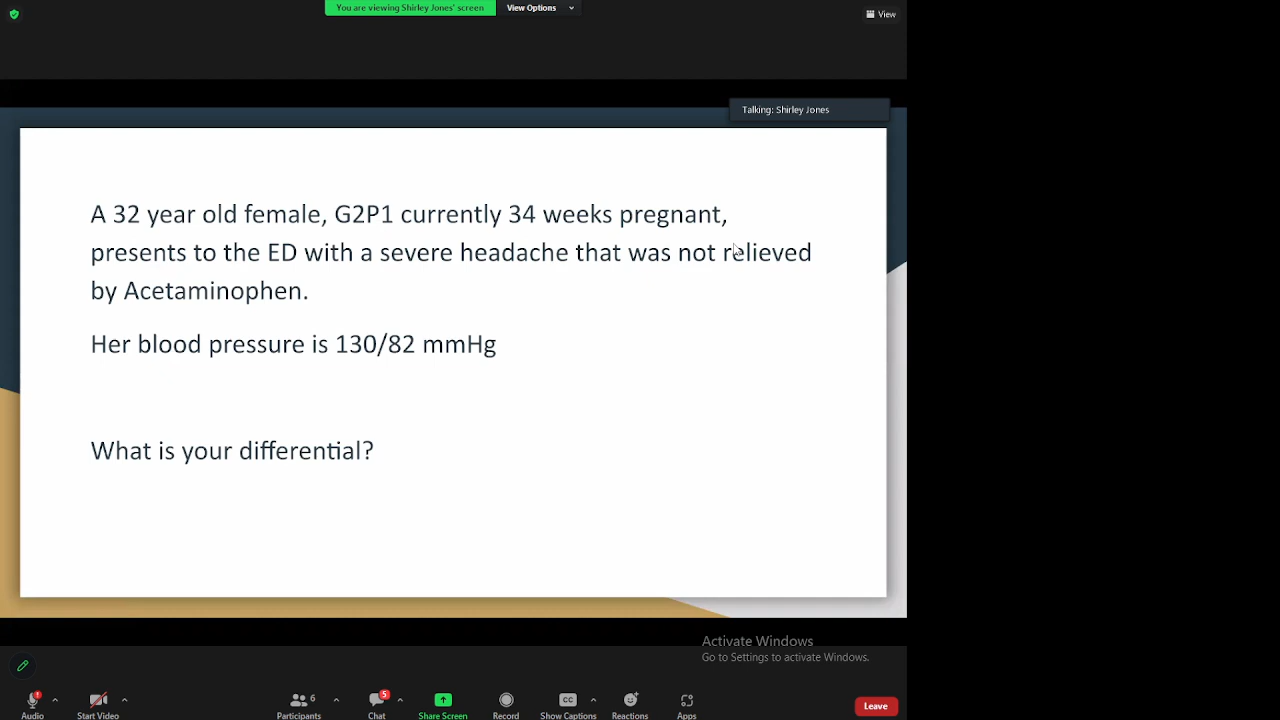 You are viewing Shirley Jones' screen
View Options
View
Talking: Shirley Jones
A 32 year old female, G2P1 currently 34 weeks pregnant,
presents to the ED with a severe headache that was not relieved
by Acetaminophen.
Her blood pressure is 130/82 mmHg
What is your differential?
Activate Windows
Go to Settings to activate Windows.
6
5
Audio
Start Video
Participants
Chat
Share Screen
Record
CC
Show Captions
Reactions
Apps
Leave